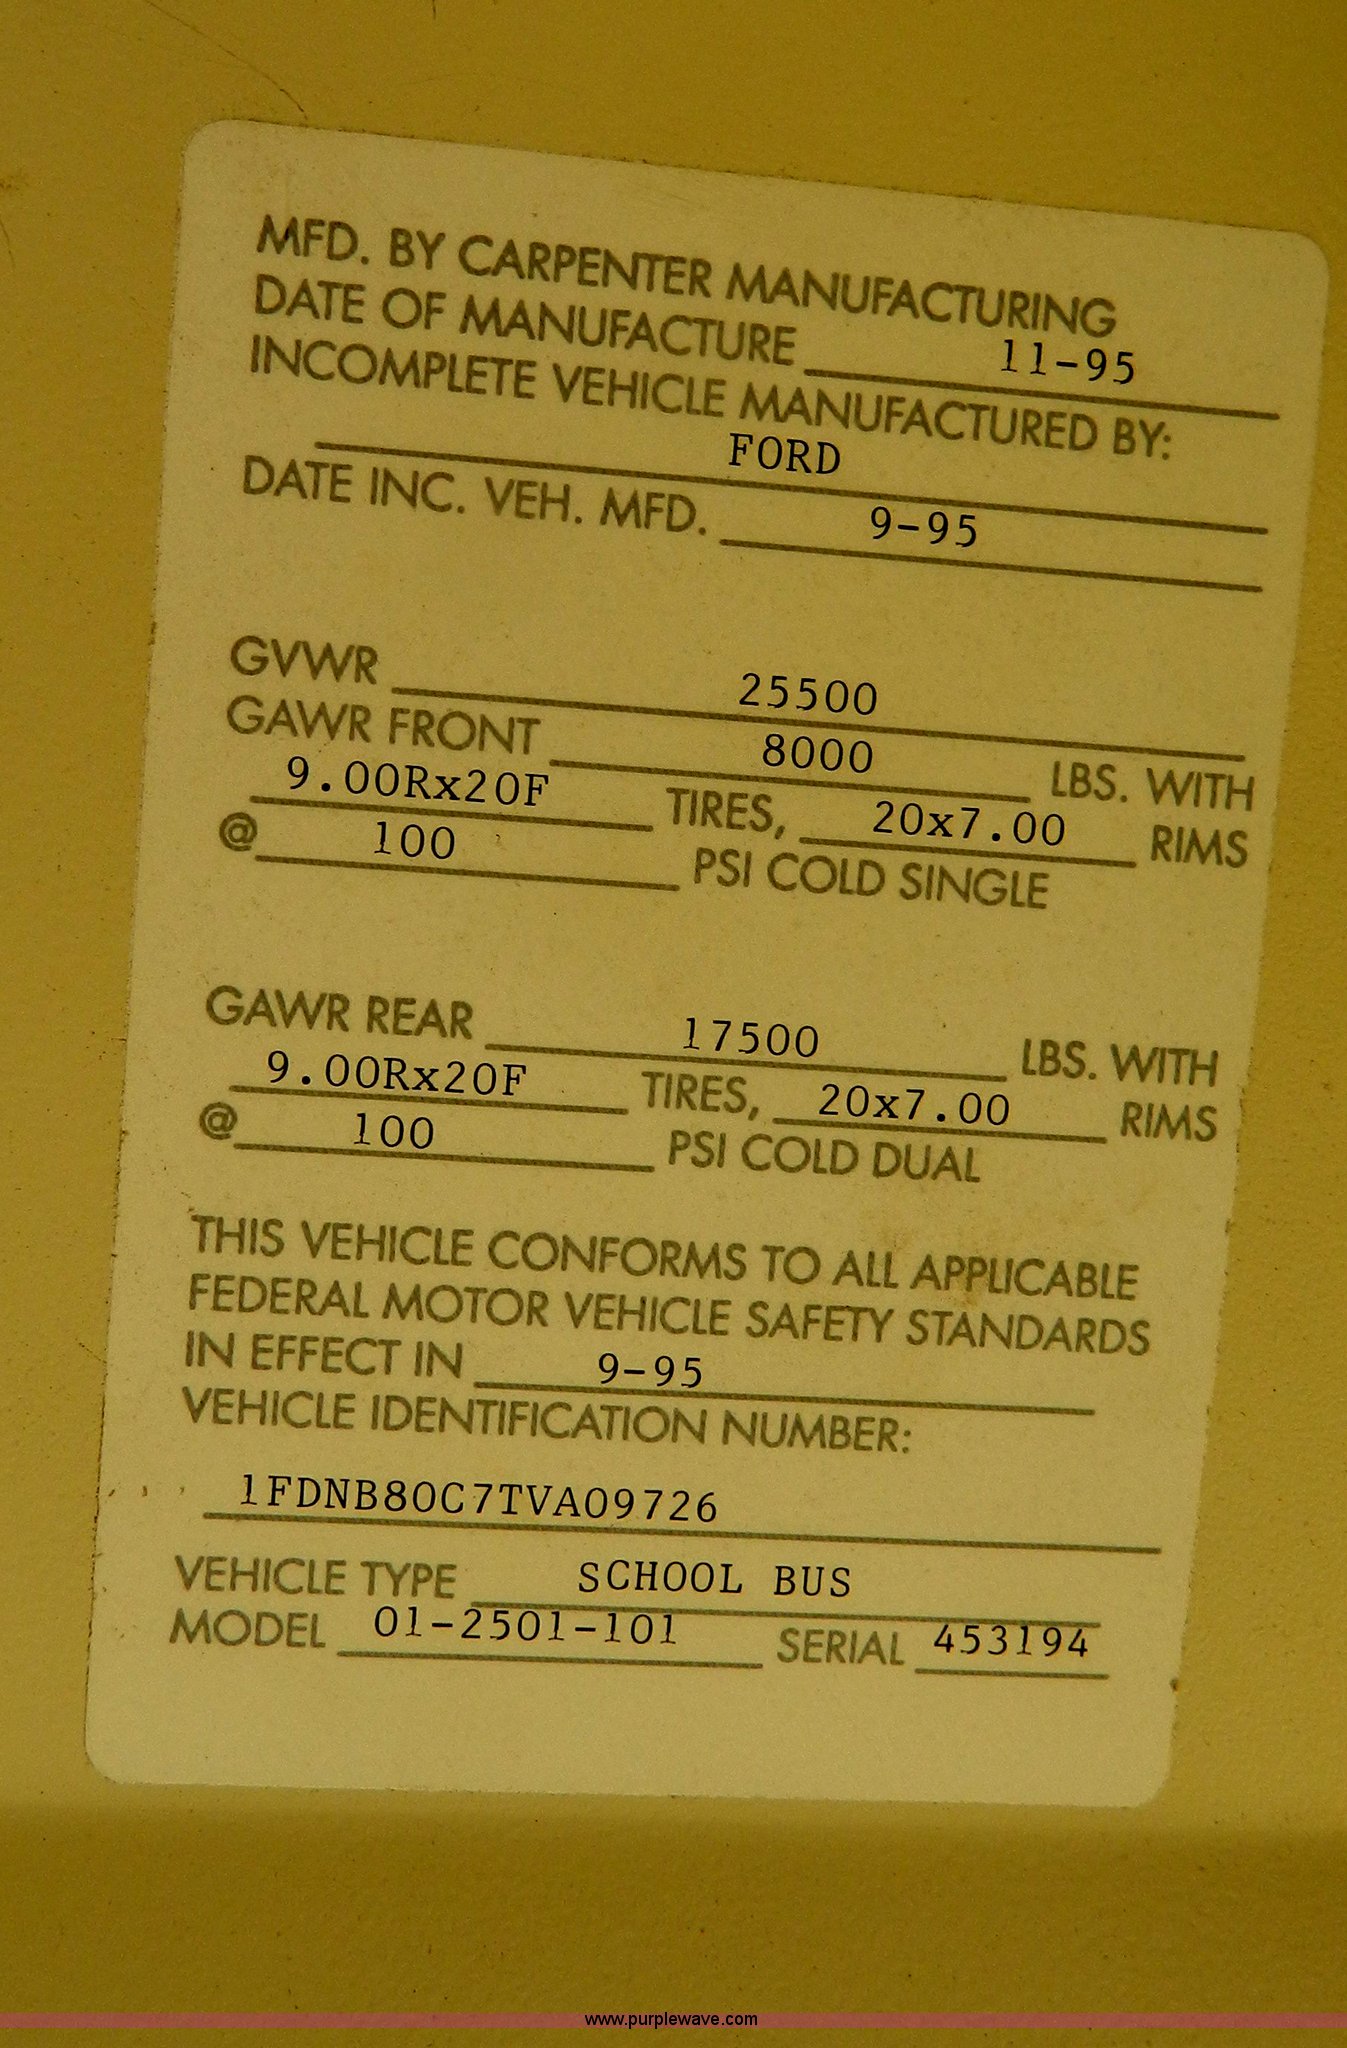 MFD. BY CARPENTER MANUFACTURING
DATE OF MANUFACTURE 11-95
INCOMPLETE VEHICLE MANUFACTURED BY:
FORD
DATE INC. VEH. MFD. 9-95
GVWR 25500
GAWR FRONT 8000 LBS. WITH
9.00Rx20F TIRES, 20x7.00 RIMS
@ 100 PSI COLD SINGLE
GAWR REAR 17500 LBS. WITH
9.00Rx20F TIRES, 20x7.00 RIMS
@ 100 PSI COLD DUAL
THIS VEHICLE CONFORMS TO ALL APPLICABLE
FEDERAL MOTOR VEHICLE SAFETY STANDARDS
IN EFFECT IN 9-95
VEHICLE IDENTIFICATION NUMBER:
1FDNB80C7TVA09726
VEHICLE TYPE SCHOOL BUS
MODEL 01-2501-101 SERIAL 453194
www.purplewave.com